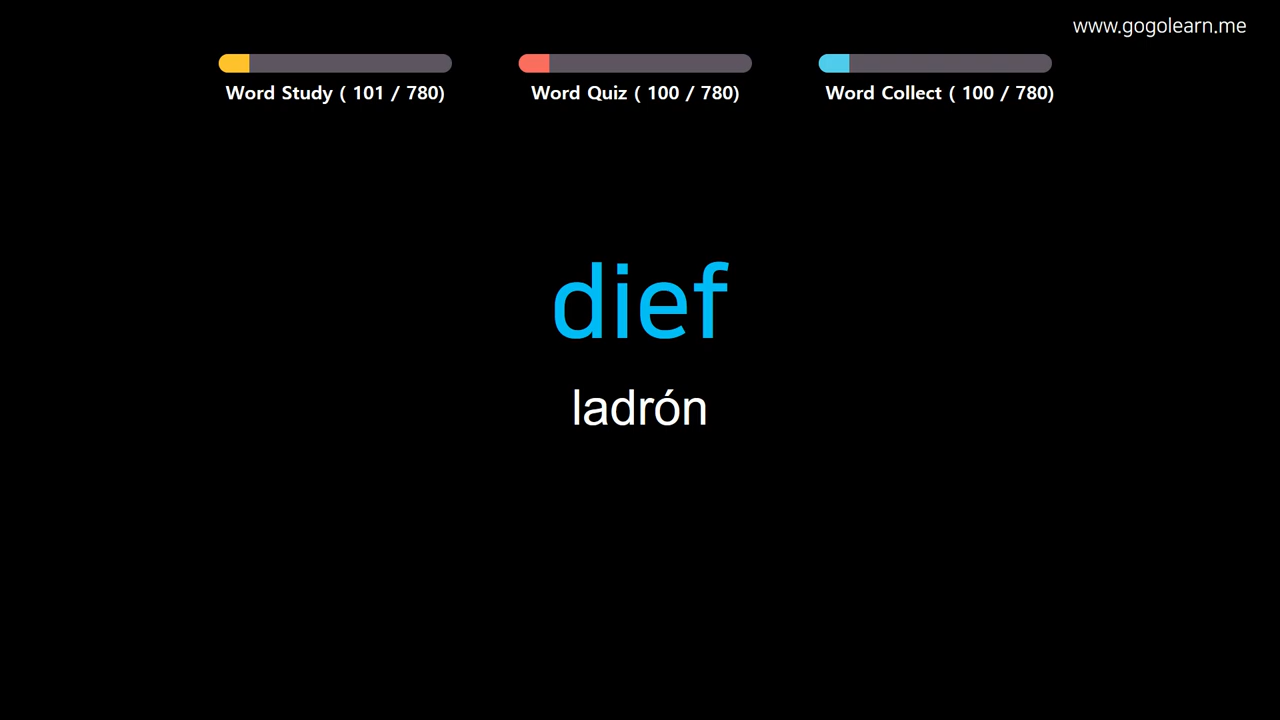 www.gogolearn.me
Word Study ( 101 / 780)
Word Quiz ( 100 / 780)
Word Collect ( 100 / 780)
dief
ladrón